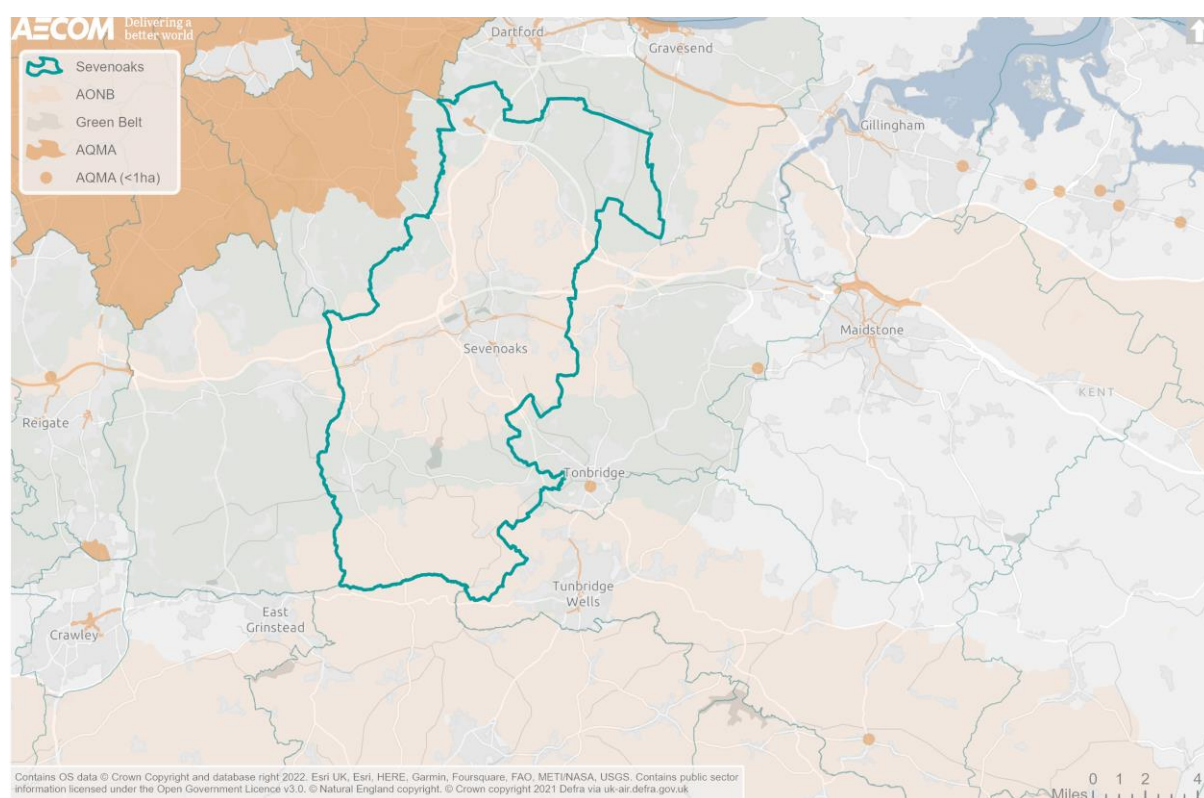 AECOM Delivering a
better world
Sevenoaks
AONB
Green Belt
AQMA
AQMA (<1ha)
Dartford
Gravesend
Gillingham
Maidstone
KENT
Sevenoaks
Reigate
Tonbridge
Tunbridge
Wells
East
Grinstead
Crawley
Contains OS data © Crown Copyright and database right 2022. Esri UK, Esri, HERE, Garmin, Foursquare, FAO, METI/NASA, USGS. Contains public sector
information licensed under the Open Government Licence v3.0. © Natural England copyright. © Crown copyright 2021 Defra via uk-air.defra.gov.uk
0 1 2 4
Miles